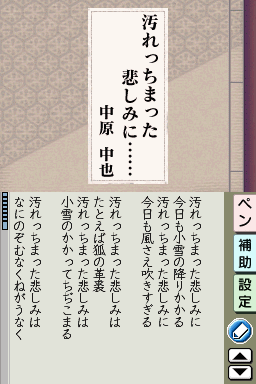 汚れっちまった
悲しみに……
中原　中也
汚れっちまった悲しみに
今日も小雪の降りかかる
汚れっちまった悲しみに
今日も風さえ吹きすぎる
汚れっちまった悲しみは
たとえば狐の革裘
汚れっちまった悲しみは
小雪のかかってちぢこまる
汚れっちまった悲しみは
なにのぞむなくねがうなく
ペン
補助
設定